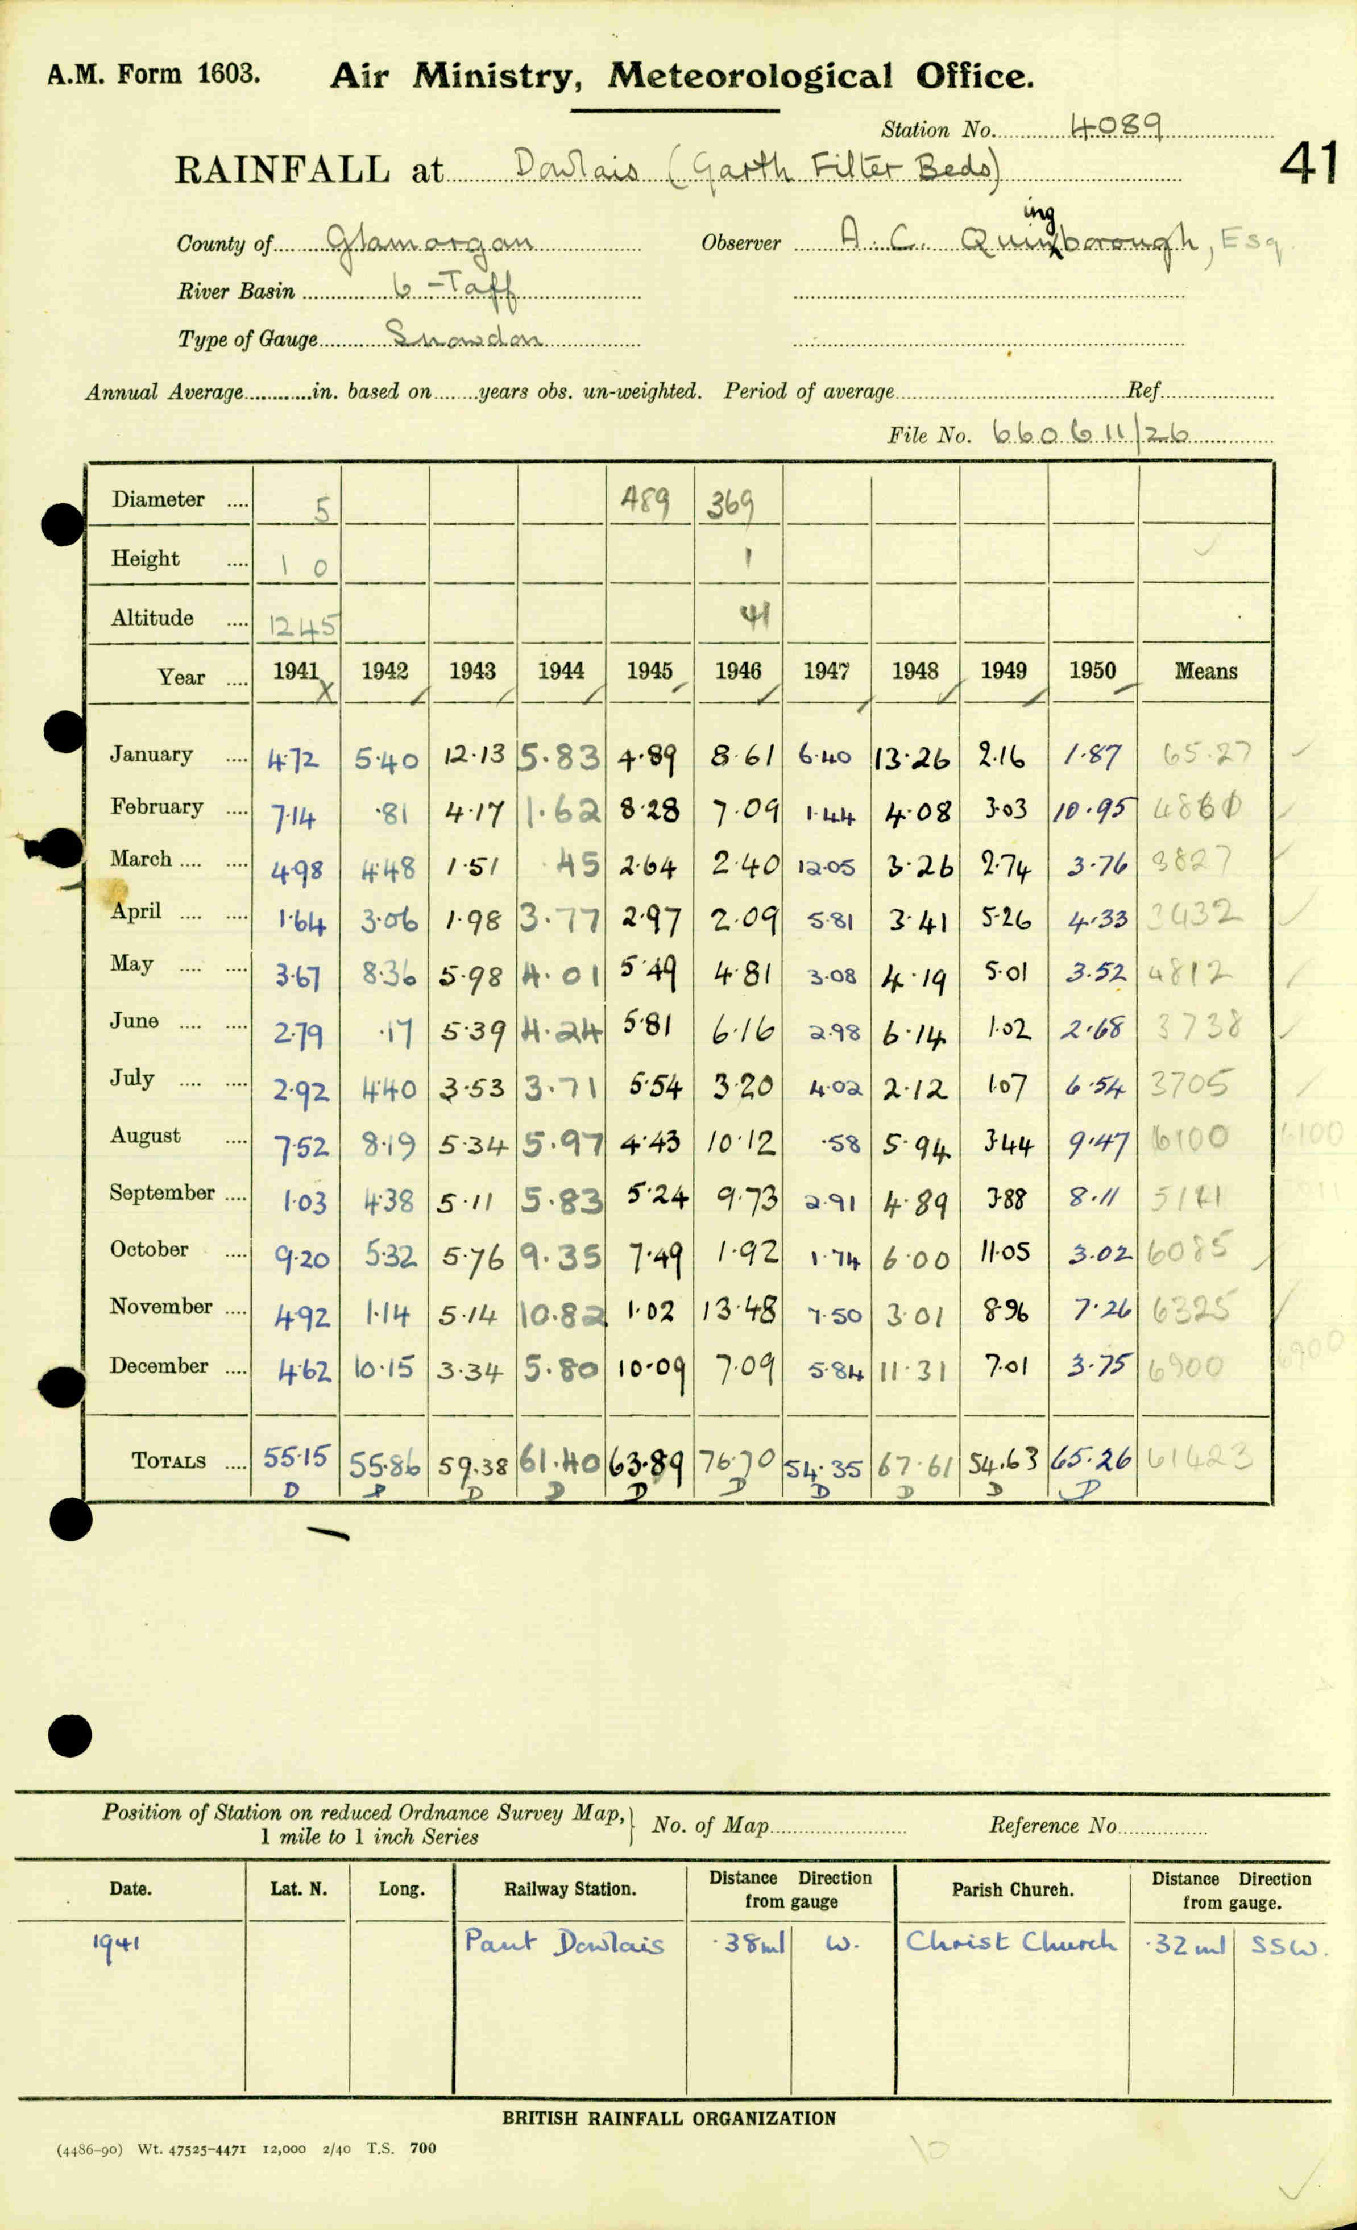 A.M. Form 1603. Air Ministry, Meteorological Office.
Station No. 4089
41
RAINFALL at Dowlais (Garth Filter Beds)
County of Glamorgan Observer A. C. Quiningborough, Esq.
River Basin 6 - Taff
Type of Gauge Snowdon
Annual Average in. based on years obs. un-weighted. Period of average Ref.
File No. 660611/26
Diameter 5 489 369
Height 1 0 1
Altitude 1245 41
Year 1941 1942 1943 1944 1945 1946 1947 1948 1949 1950 Means
January 4.72 5.40 12.13 5.83 4.89 8.61 6.40 13.26 2.16 1.87 65.27
February 7.14 .81 4.17 1.62 8.28 7.09 1.44 4.08 3.03 10.95
March 4.98 4.48 1.51 .45 2.64 2.40 12.05 3.26 2.74 3.76 3827
April 1.64 3.06 1.98 3.77 2.97 2.09 5.81 3.41 5.26 4.33 3432
May 3.67 8.36 5.98 4.01 5.49 4.81 3.08 4.19 5.01 3.52 4812
June 2.79 .17 5.39 4.24 5.81 6.16 2.98 6.14 1.02 2.68 3738
July 2.92 4.40 3.53 3.71 5.54 3.20 4.02 2.12 1.07 6.54 3705
August 7.52 8.19 5.34 5.97 4.43 10.12 .58 5.94 3.44 9.47 6100 6100
September 1.03 4.38 5.11 5.83 5.24 9.73 2.91 4.89 3.88 8.11
October 9.20 5.32 5.76 9.35 7.49 1.92 1.74 6.00 11.05 3.02 6085
November 4.92 1.14 5.14 10.82 1.02 13.48 7.50 3.01 8.96 7.26 6325
December 4.62 10.15 3.34 5.80 10.09 7.09 5.84 11.31 7.01 3.75 6900 6900
TOTALS 55.15 55.86 59.38 61.40 63.89 76.70 54.35 67.61 54.63 65.26 61423
D D D D D D D D D D
Position of Station on reduced Ordnance Survey Map, No. of Map Reference No
1 mile to 1 inch Series
Date. Lat. N. Long. Railway Station. Distance Direction from gauge Parish Church. Distance Direction from gauge.
1941 Pant Dowlais .38ml W. Christ Church .32ml SSW.
BRITISH RAINFALL ORGANIZATION
(4486-90) Wt. 47525-4471 12,000 2/40 T.S. 700
10